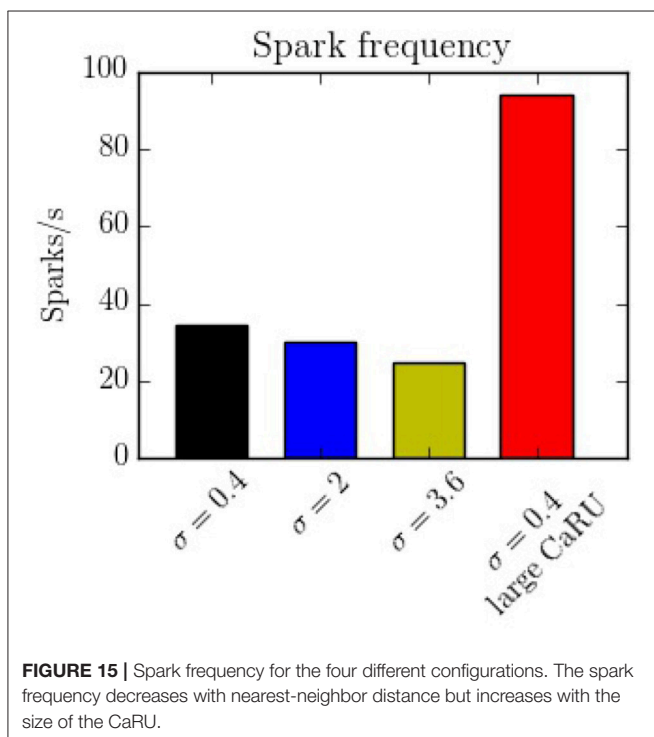 Spark frequency
100
80
60
40
20
0
Sparks/s
σ = 0.4
σ = 2
σ = 3.6
σ = 0.4
large CaRU
FIGURE 15 | Spark frequency for the four different configurations. The spark
frequency decreases with nearest-neighbor distance but increases with the
size of the CaRU.